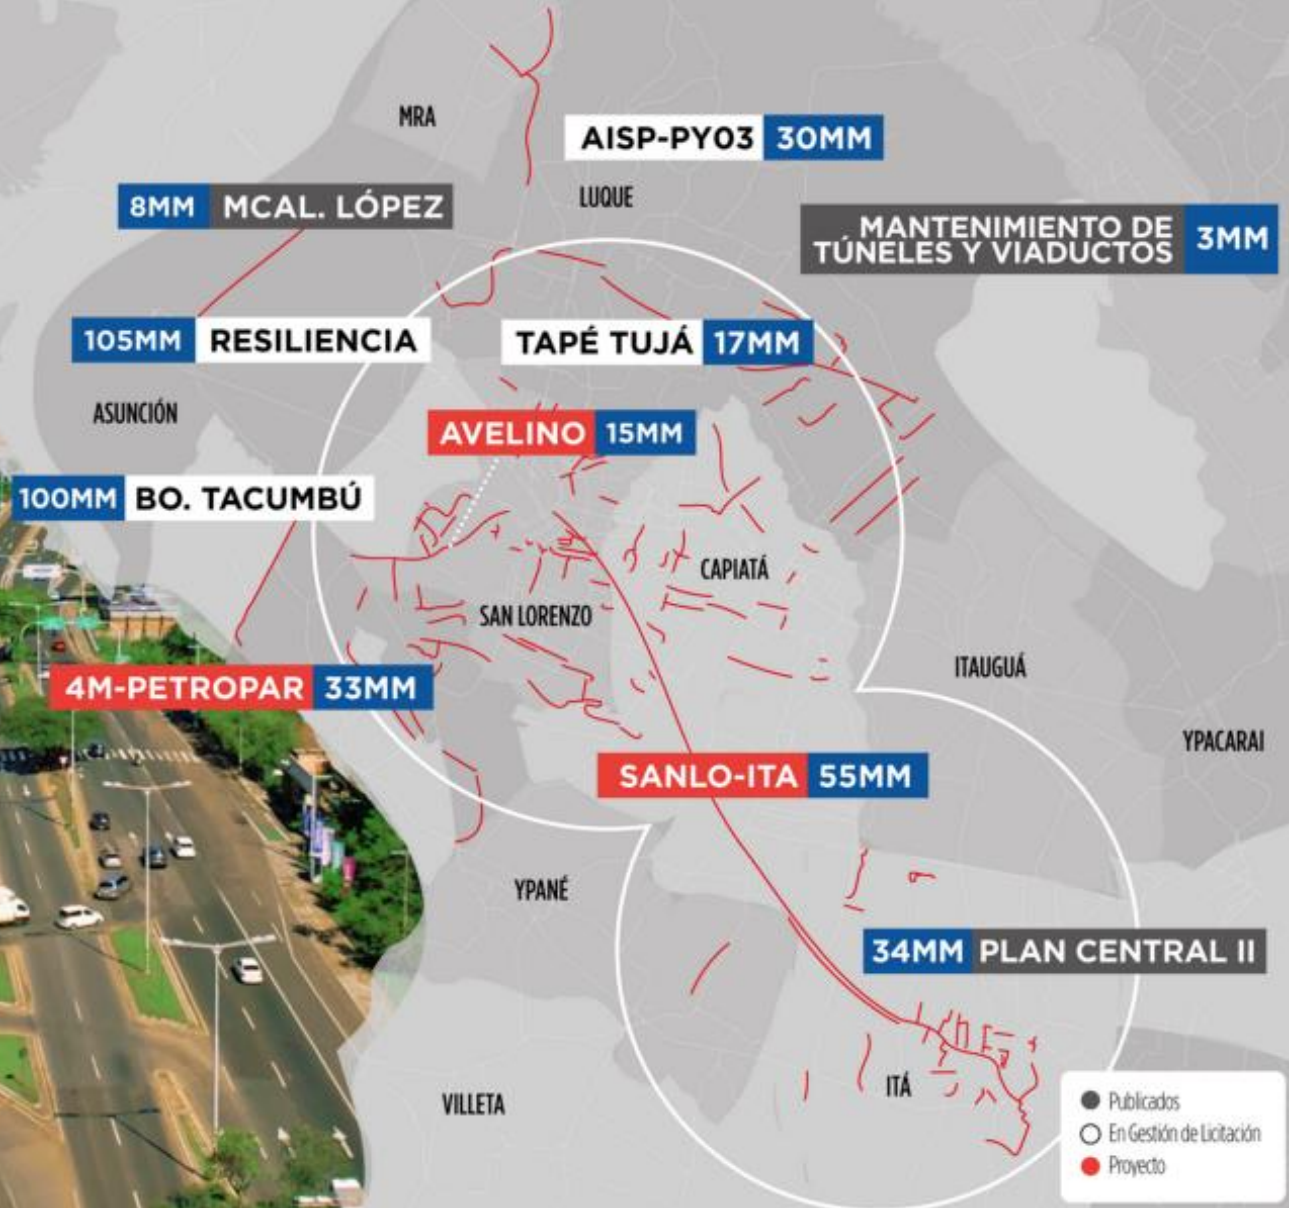 MRA
AISP-PY03 30MM
LUQUE
8MM MCAL. LÓPEZ
MANTENIMIENTO DE
TÚNELES Y VIADUCTOS 3MM
105MM RESILIENCIA
TAPÉ TUJÁ 17MM
ASUNCIÓN
AVELINO 15MM
100MM BO. TACUMBÚ
CAPIATÁ
SAN LORENZO
ITAUGUÁ
4M-PETROPAR 33MM
YPACARAI
SANLO-ITA 55MM
YPANÉ
34MM PLAN CENTRAL II
ITÁ
VILLETA
Publicados
En Gestión de Licitación
Proyecto